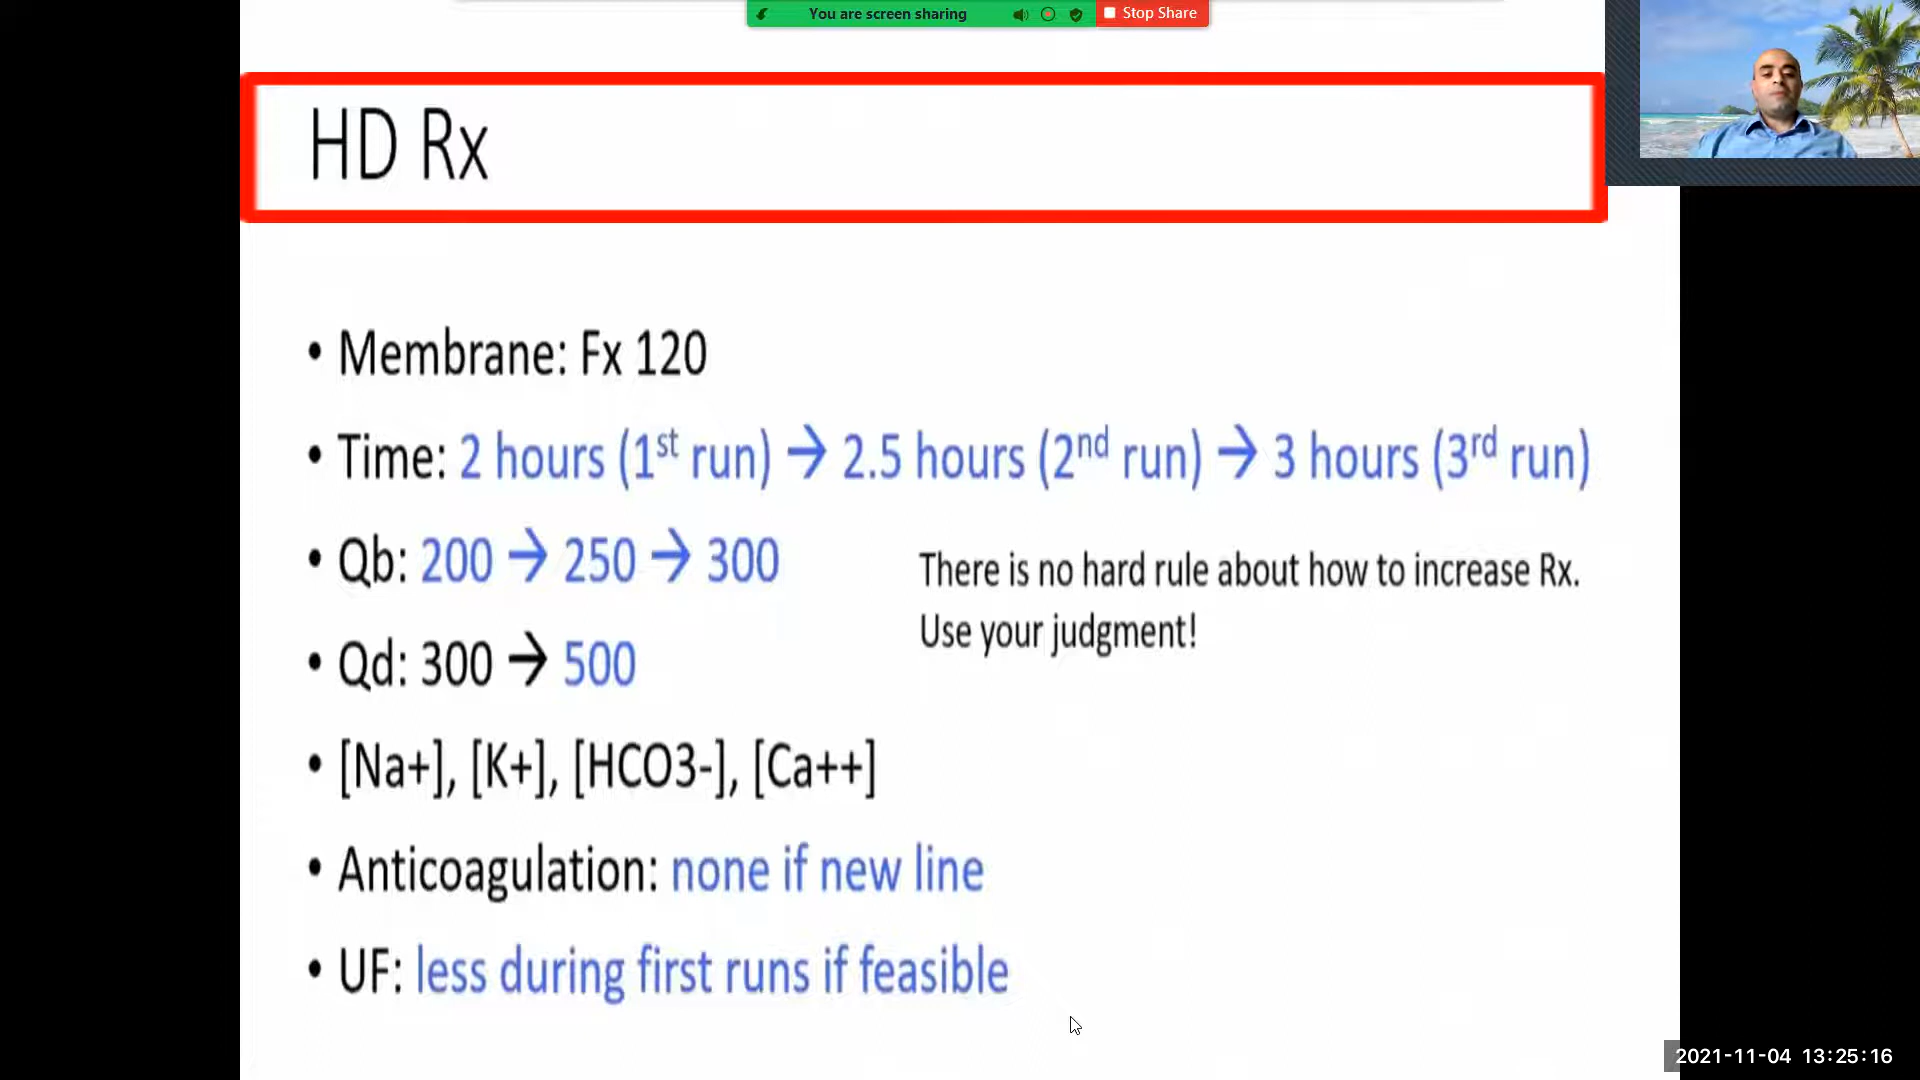 You are screen sharing
Stop Share
HD Rx
• Membrane: Fx 120
• Time: 2 hours (1st run) → 2.5 hours (2nd run) → 3 hours (3rd run)
• Qb: 200 → 250 → 300
There is no hard rule about how to increase Rx.
Use your judgment!
• Qd: 300 → 500
• [Na+], [K+], [HCO3-], [Ca++]
• Anticoagulation: none if new line
• UF: less during first runs if feasible
2021-11-04 13:25:16